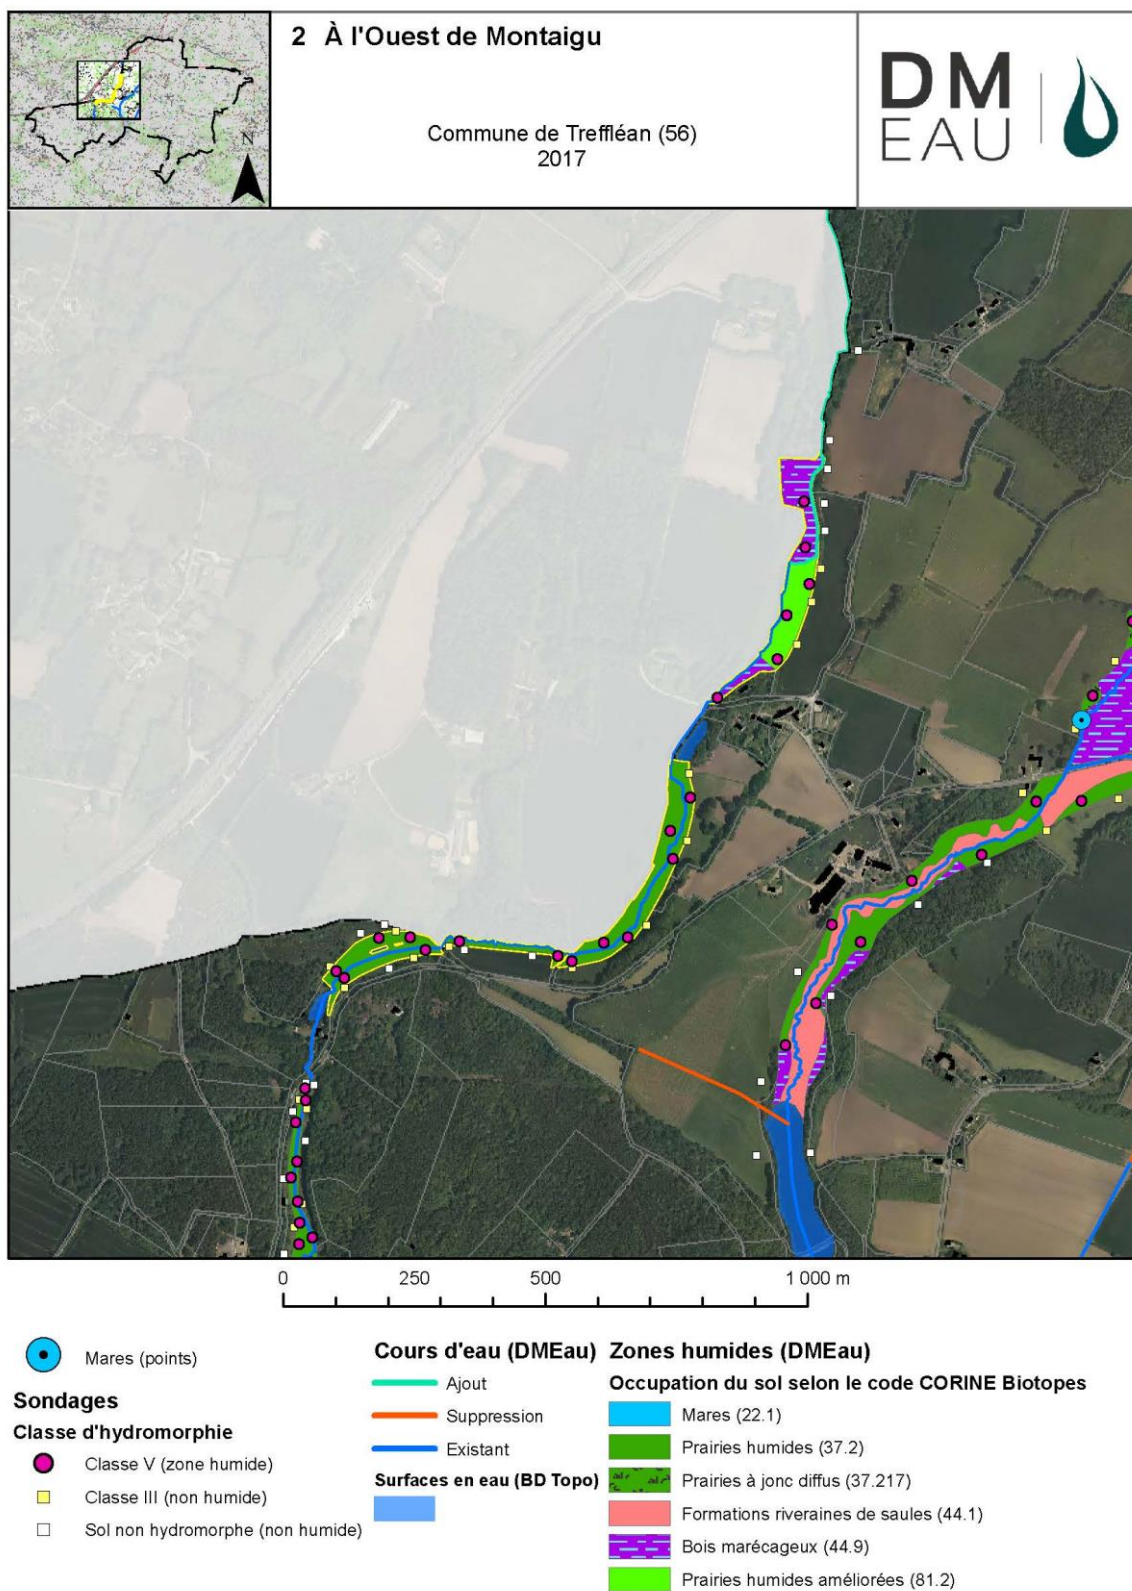 N
2 À l'Ouest de Montaigu
Commune de Treffléan (56)
2017
DM
EAU
0 250 500 1 000 m
Mares (points)
Sondages
Classe d'hydromorphie
Classe V (zone humide)
Classe III (non humide)
Sol non hydromorphe (non humide)
Cours d'eau (DMEau)
Ajout
Suppression
Existant
Surfaces en eau (BD Topo)
Zones humides (DMEau)
Occupation du sol selon le code CORINE Biotopes
Mares (22.1)
Prairies humides (37.2)
Prairies à jonc diffus (37.217)
Formations riveraines de saules (44.1)
Bois marécageux (44.9)
Prairies humides améliorées (81.2)